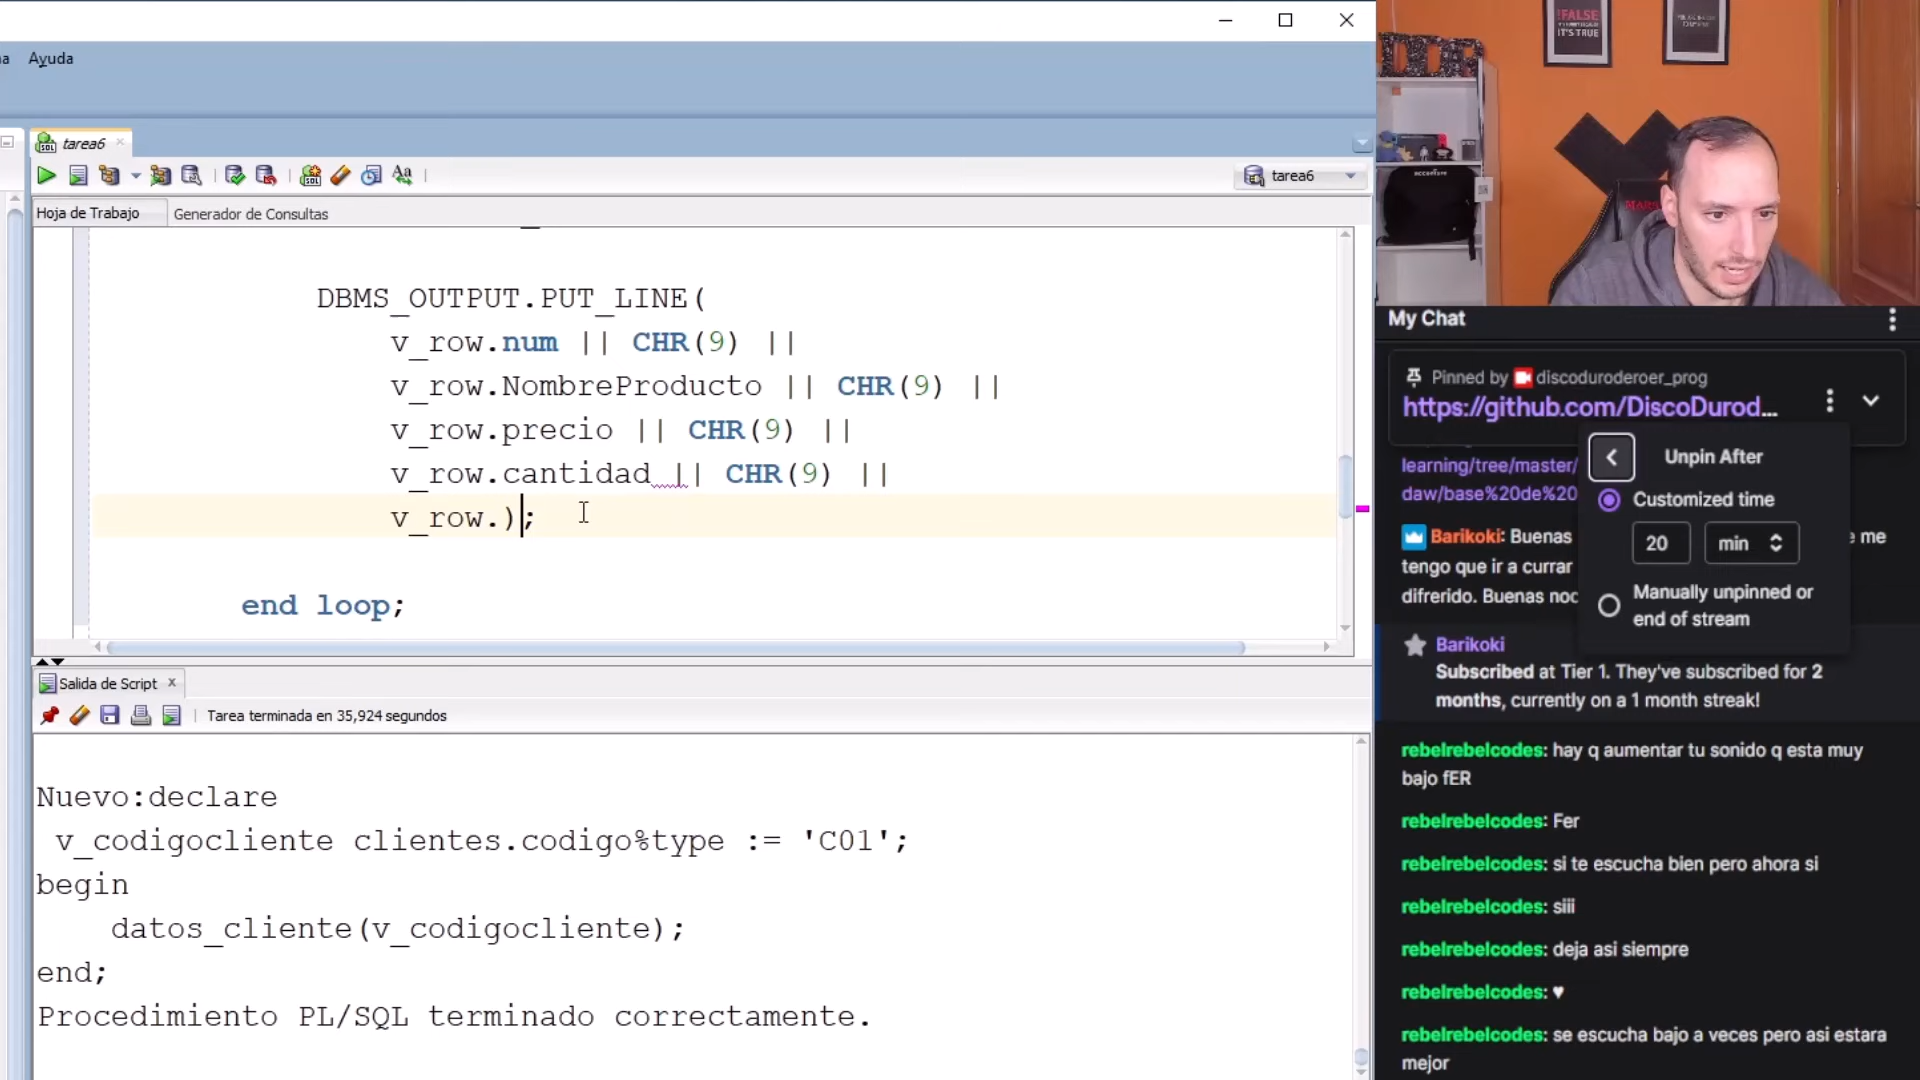 Ayuda
tarea6
tarea6
Hoja de Trabajo
Generador de Consultas
DBMS_OUTPUT.PUT_LINE(
v_row.num || CHR(9) ||
v_row.NombreProducto || CHR(9) ||
v_row.precio || CHR(9) ||
v_row.cantidad || CHR(9) ||
v_row.);
end loop;
Salida de Script
Tarea terminada en 35,924 segundos
Nuevo:declare
v_codigocliente clientes.codigo%type := 'C01';
begin
datos_cliente(v_codigocliente);
end;
Procedimiento PL/SQL terminado correctamente.
!FALSE
IT'S TRUE
My Chat
Pinned by discoduroderoer_prog
https://github.com/DiscoDurod...
learning/tree/master/
daw/base%20de%20
Unpin After
Customized time
20 min
Manually unpinned or
end of stream
Barikoki: Buenas e me
tengo que ir a currar
difrerido. Buenas noc
Barikoki
Subscribed at Tier 1. They've subscribed for 2
months, currently on a 1 month streak!
rebelrebelcodes: hay q aumentar tu sonido q esta muy
bajo fER
rebelrebelcodes: Fer
rebelrebelcodes: si te escucha bien pero ahora si
rebelrebelcodes: siii
rebelrebelcodes: deja asi siempre
rebelrebelcodes: ♥
rebelrebelcodes: se escucha bajo a veces pero asi estara
mejor